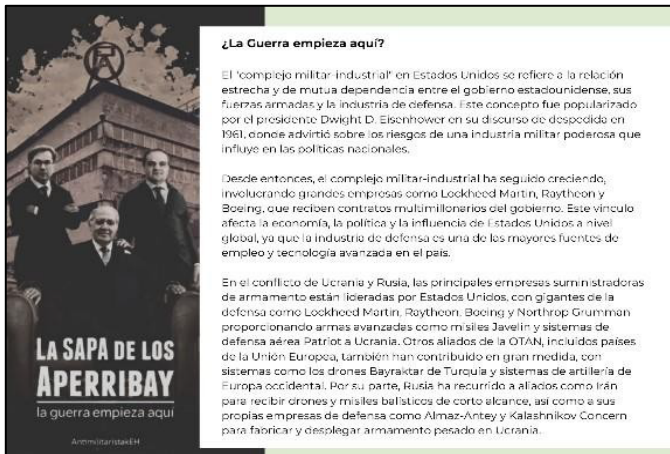 LA SAPA DE LOS
APERRIBAY
la guerra empieza aquí
AntimilitaristakEH
¿La Guerra empieza aquí?
El "complejo militar-industrial" en Estados Unidos se refiere a la relación
estrecha y de mutua dependencia entre el gobierno estadounidense, sus
fuerzas armadas y la industria de defensa. Este concepto fue popularizado
por el presidente Dwight D. Eisenhower en su discurso de despedida en
1961, donde advirtió sobre los riesgos de una industria militar poderosa que
influye en las políticas nacionales.
Desde entonces, el complejo militar-industrial ha seguido creciendo,
involucrando grandes empresas como Lockheed Martin, Raytheon y
Boeing, que reciben contratos multimillonarios del gobierno. Este vínculo
afecta la economía, la política y la influencia de Estados Unidos a nivel
global, ya que la industria de defensa es una de las mayores fuentes de
empleo y tecnología avanzada en el país.
En el conflicto de Ucrania y Rusia, las principales empresas suministradoras
de armamento están lideradas por Estados Unidos, con gigantes de la
defensa como Lockheed Martin, Raytheon, Boeing y Northrop Grumman
proporcionando armas avanzadas como misiles Javelin y sistemas de
defensa aérea Patriot a Ucrania. Otros aliados de la OTAN, incluidos países
de la Unión Europea, también han contribuido en gran medida, con
sistemas como los drones Bayraktar de Turquía y sistemas de artillería de
Europa occidental. Por su parte, Rusia ha recurrido a aliados como Irán
para recibir drones y misiles balísticos de corto alcance, así como a sus
propias empresas de defensa como Almaz-Antey y Kalashnikov Concern
para fabricar y desplegar armamento pesado en Ucrania.